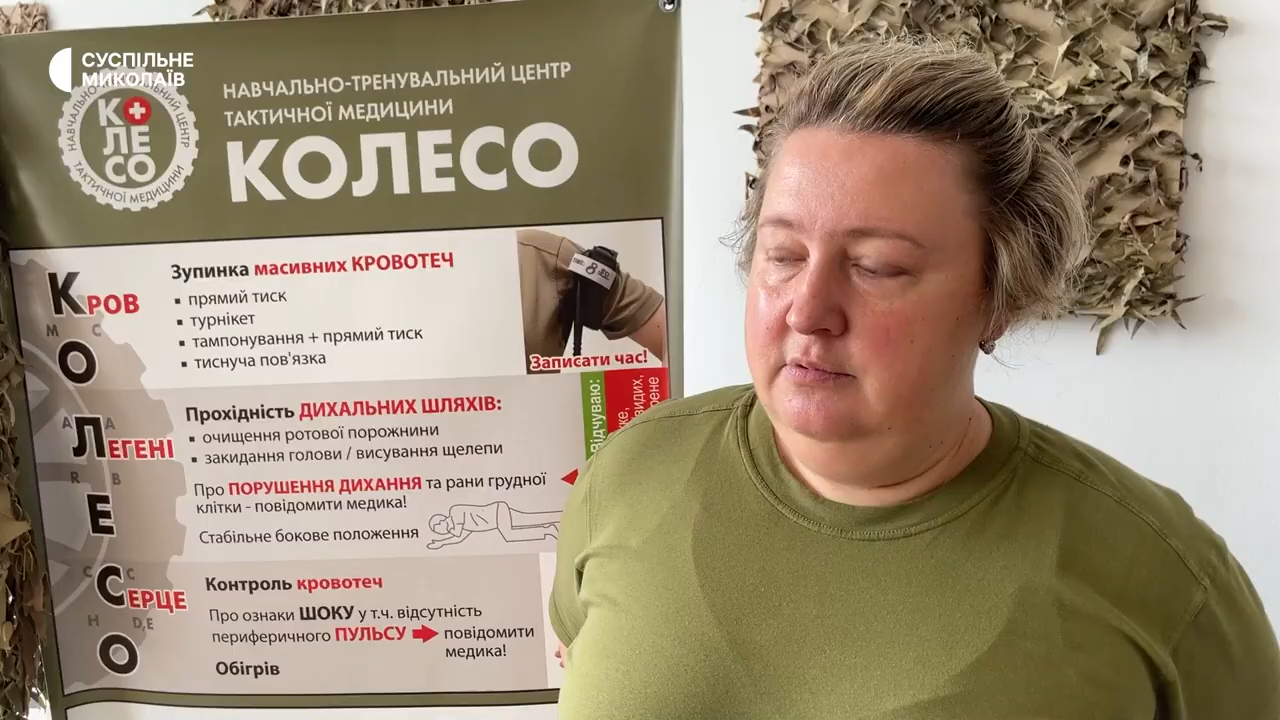 СУСПІЛЬНЕ
МИКОЛАЇВ
НАВЧАЛЬНО-ТРЕНУВАЛЬНИЙ ЦЕНТР
ТАКТИЧНОЇ МЕДИЦИНИ
КОЛЕСО
НАВЧАЛЬНО-ТРЕНУВАЛЬНИЙ ЦЕНТР
КО
ЛЕ
СО
ТАКТИЧНОЇ МЕДИЦИНИ
КРОВ
М С
О
А А
ЛЕГЕНІ
R В
Е
С С
СЕРЦЕ
Н D,E
О
Зупинка масивних КРОВОТЕЧ
▪ прямий тиск
▪ турнікет
▪ тампонування + прямий тиск
▪ тиснуча пов'язка
Записати час!
Прохідність ДИХАЛЬНИХ ШЛЯХІВ:
▪ очищення ротової порожнини
▪ закидання голови / висування щелепи
Про ПОРУШЕННЯ ДИХАННЯ та рани грудної
клітки - повідомити медика!
Стабільне бокове положення
Відчуваю:
Контроль кровотеч
Про ознаки ШОКУ у т.ч. відсутність
периферичного ПУЛЬСУ повідомити
медика!
Обігрів